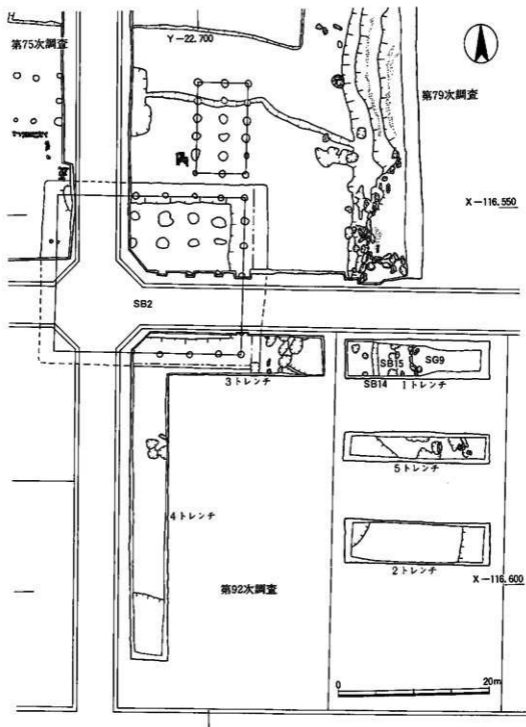 第75次調査
Y-22.700
第79次調査
X-116.550
SB2
3トレンチ
SB14
SB15
SG9
1トレンチ
5トレンチ
4トレンチ
2トレンチ
第92次調査
X-116.600
0
20m